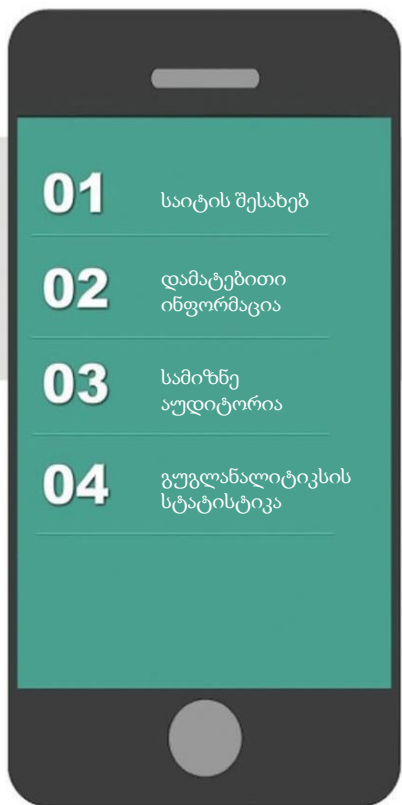 01 საიტის შესახებ
02 დამატებითი
ინფორმაცია
03 სამიზნე
აუდიტორია
04 გუგლანალიტიკსის
სტატისტიკა